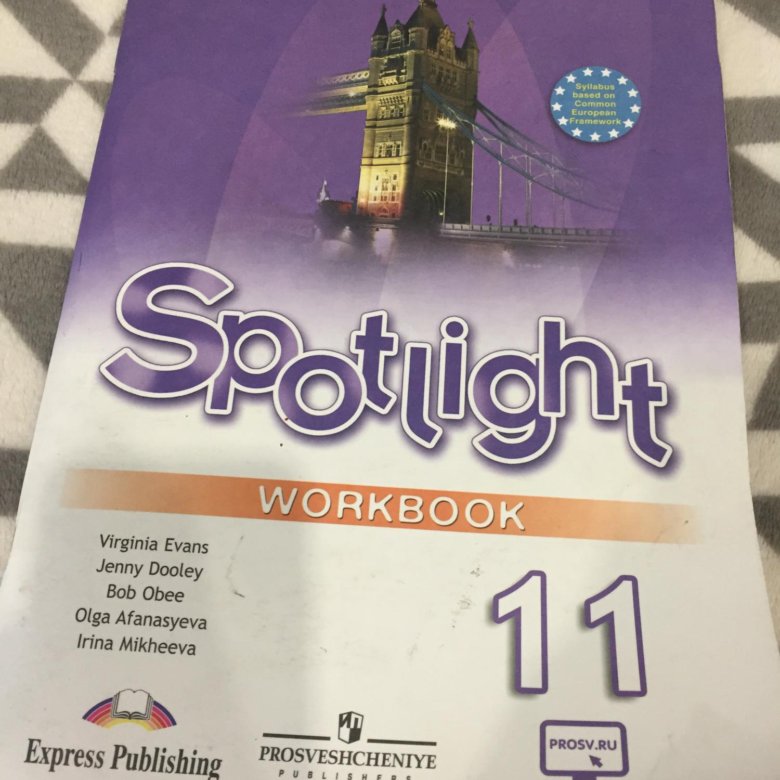 Syllabus
based on
Common
European
Framework
Spotlight
WORKBOOK
Virginia Evans
Jenny Dooley
Bob Obee
Olga Afanasyeva
Irina Mikheeva
11
Express Publishing
PROSVESHCHENIYE
PUBLISHERS
PROSV.RU